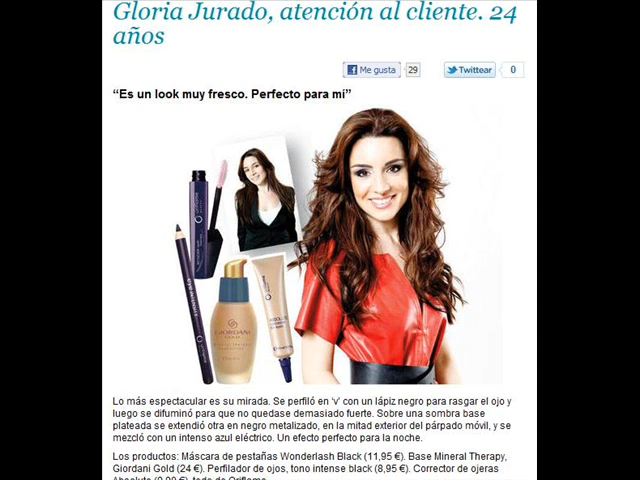 Gloria Jurado, atención al cliente. 24
años
Me gusta 29
Twittear 0
“Es un look muy fresco. Perfecto para mí”
GIORDANI
GOLD
Lo más espectacular es su mirada. Se perfiló en ‘v’ con un lápiz negro para rasgar el ojo y
luego se difuminó para que no quedase demasiado fuerte. Sobre una sombra base
plateada se extendió otra en negro metalizado, en la mitad exterior del párpado móvil, y se
mezcló con un intenso azul eléctrico. Un efecto perfecto para la noche.
Los productos: Máscara de pestañas Wonderlash Black (11,95 €). Base Mineral Therapy,
Giordani Gold (24 €). Perfilador de ojos, tono intense black (8,95 €). Corrector de ojeras